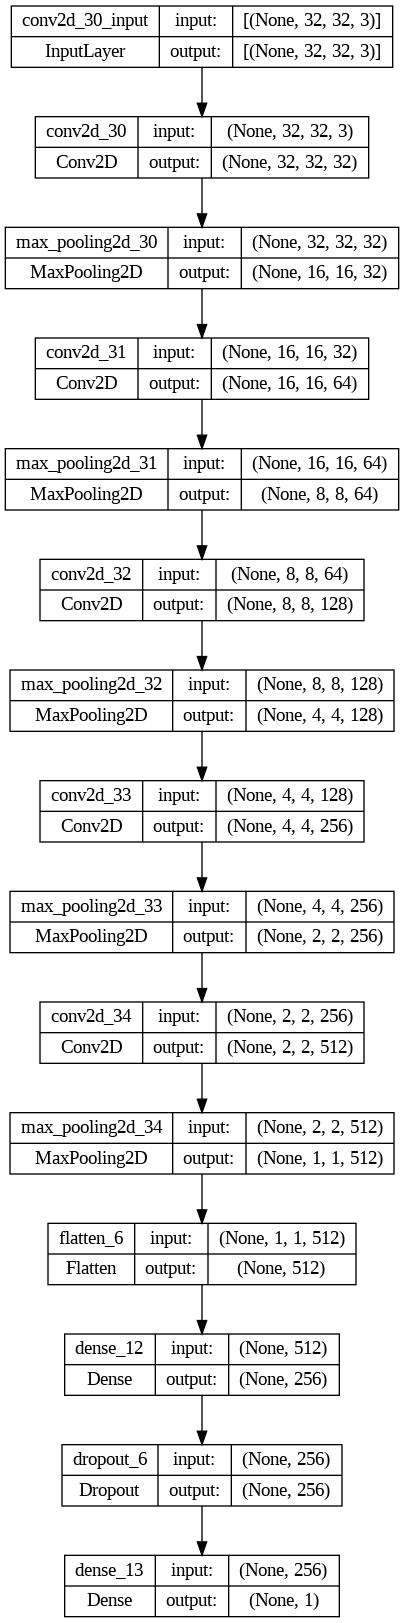 conv2d_30_input input: [(None, 32, 32, 3)]
InputLayer output: [(None, 32, 32, 3)]
conv2d_30 input: (None, 32, 32, 3)
Conv2D output: (None, 32, 32, 32)
max_pooling2d_30 input: (None, 32, 32, 32)
MaxPooling2D output: (None, 16, 16, 32)
conv2d_31 input: (None, 16, 16, 32)
Conv2D output: (None, 16, 16, 64)
max_pooling2d_31 input: (None, 16, 16, 64)
MaxPooling2D output: (None, 8, 8, 64)
conv2d_32 input: (None, 8, 8, 64)
Conv2D output: (None, 8, 8, 128)
max_pooling2d_32 input: (None, 8, 8, 128)
MaxPooling2D output: (None, 4, 4, 128)
conv2d_33 input: (None, 4, 4, 128)
Conv2D output: (None, 4, 4, 256)
max_pooling2d_33 input: (None, 4, 4, 256)
MaxPooling2D output: (None, 2, 2, 256)
conv2d_34 input: (None, 2, 2, 256)
Conv2D output: (None, 2, 2, 512)
max_pooling2d_34 input: (None, 2, 2, 512)
MaxPooling2D output: (None, 1, 1, 512)
flatten_6 input: (None, 1, 1, 512)
Flatten output: (None, 512)
dense_12 input: (None, 512)
Dense output: (None, 256)
dropout_6 input: (None, 256)
Dropout output: (None, 256)
dense_13 input: (None, 256)
Dense output: (None, 1)